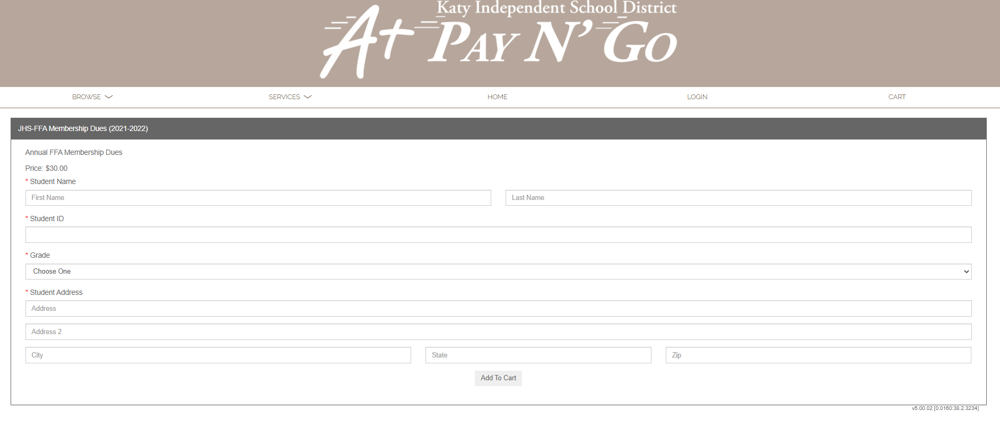 Katy Independent School District
A+ PAY N' GO
BROWSE
SERVICES
HOME
LOGIN
CART
JHS-FFA Membership Dues (2021-2022)
Annual FFA Membership Dues
Price: $30.00
* Student Name
First Name
Last Name
* Student ID
* Grade
Choose One
* Student Address
Address
Address 2
City
State
Zip
Add To Cart
v5.00.02 [0.0160:38.2.3234]